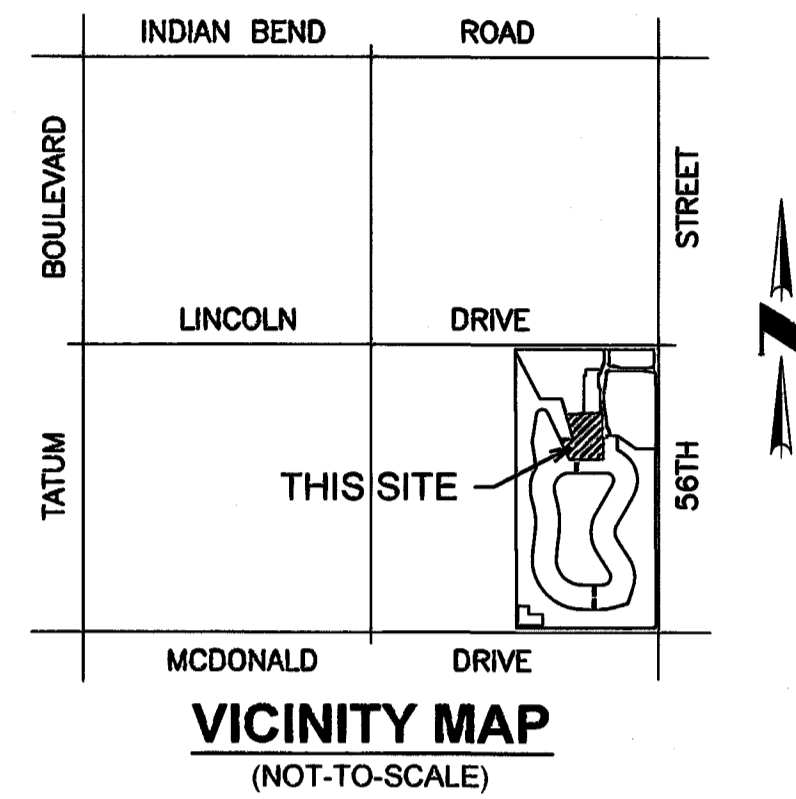 INDIAN BEND ROAD
BOULEVARD
STREET
LINCOLN DRIVE
TATUM
THIS SITE
56TH
MCDONALD DRIVE
VICINITY MAP
(NOT-TO-SCALE)
N